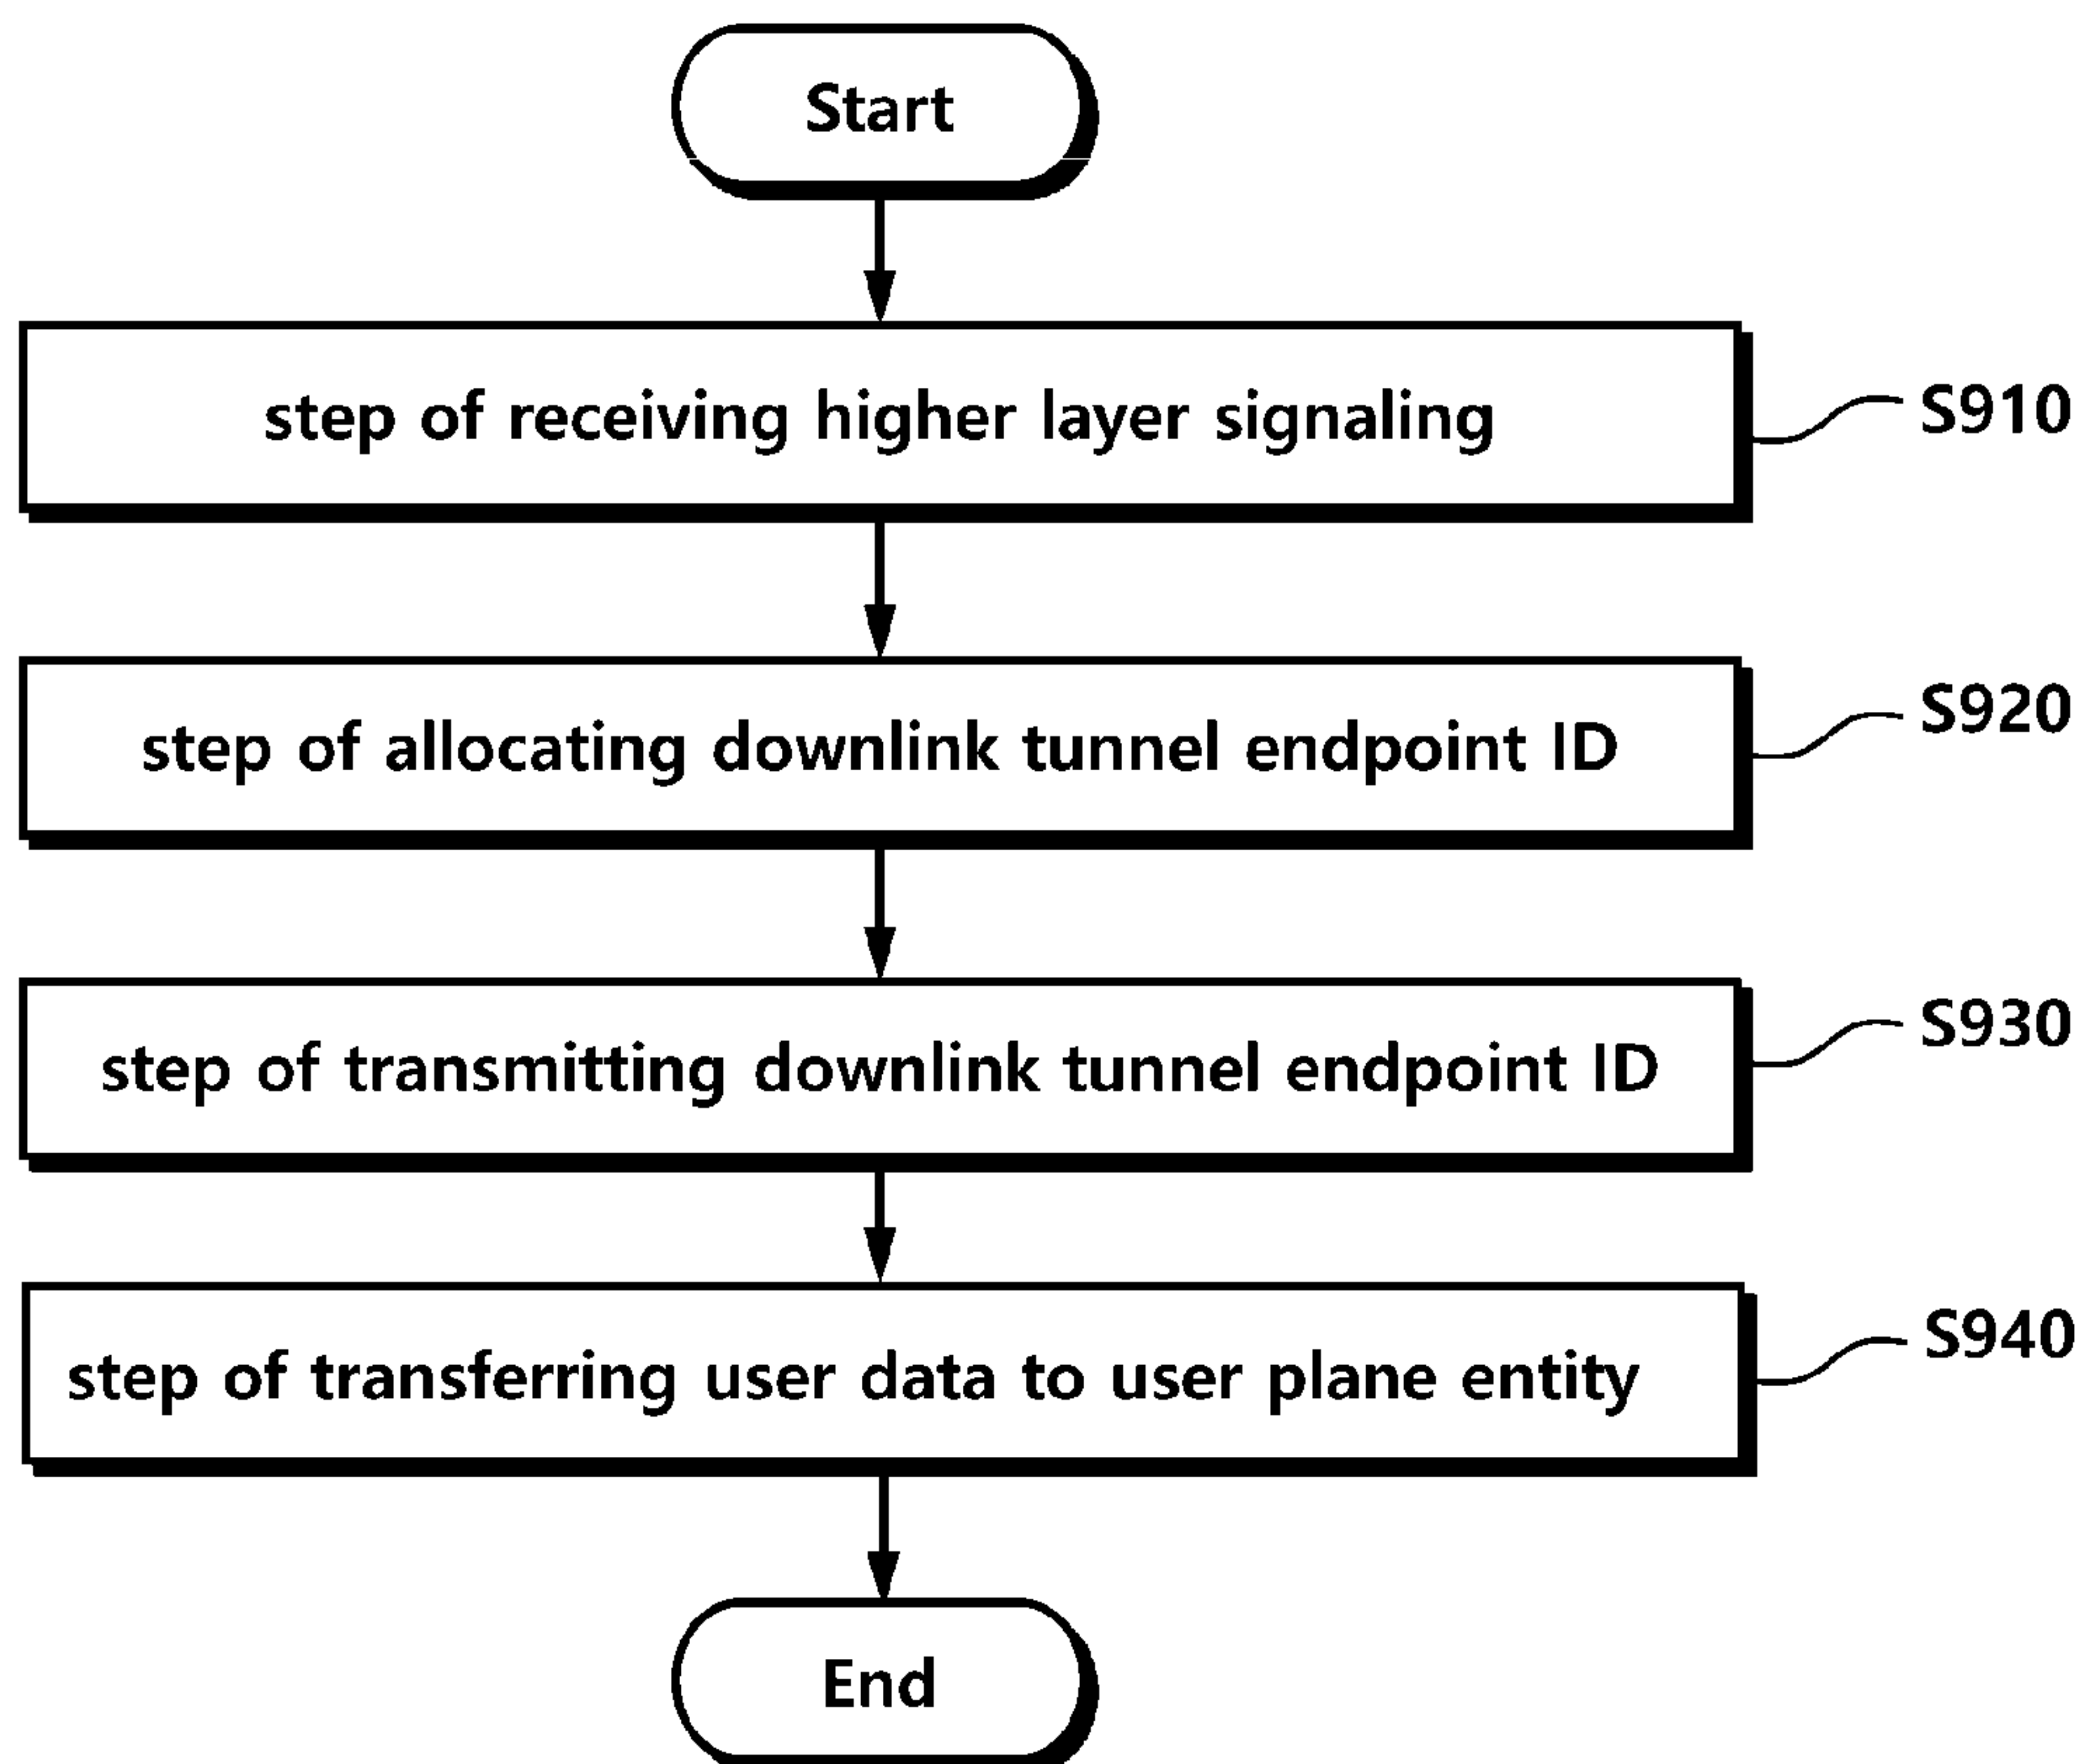 Start
step of receiving higher layer signaling
S910
step of allocating downlink tunnel endpoint ID
S920
step of transmitting downlink tunnel endpoint ID
S930
step of transferring user data to user plane entity
S940
End